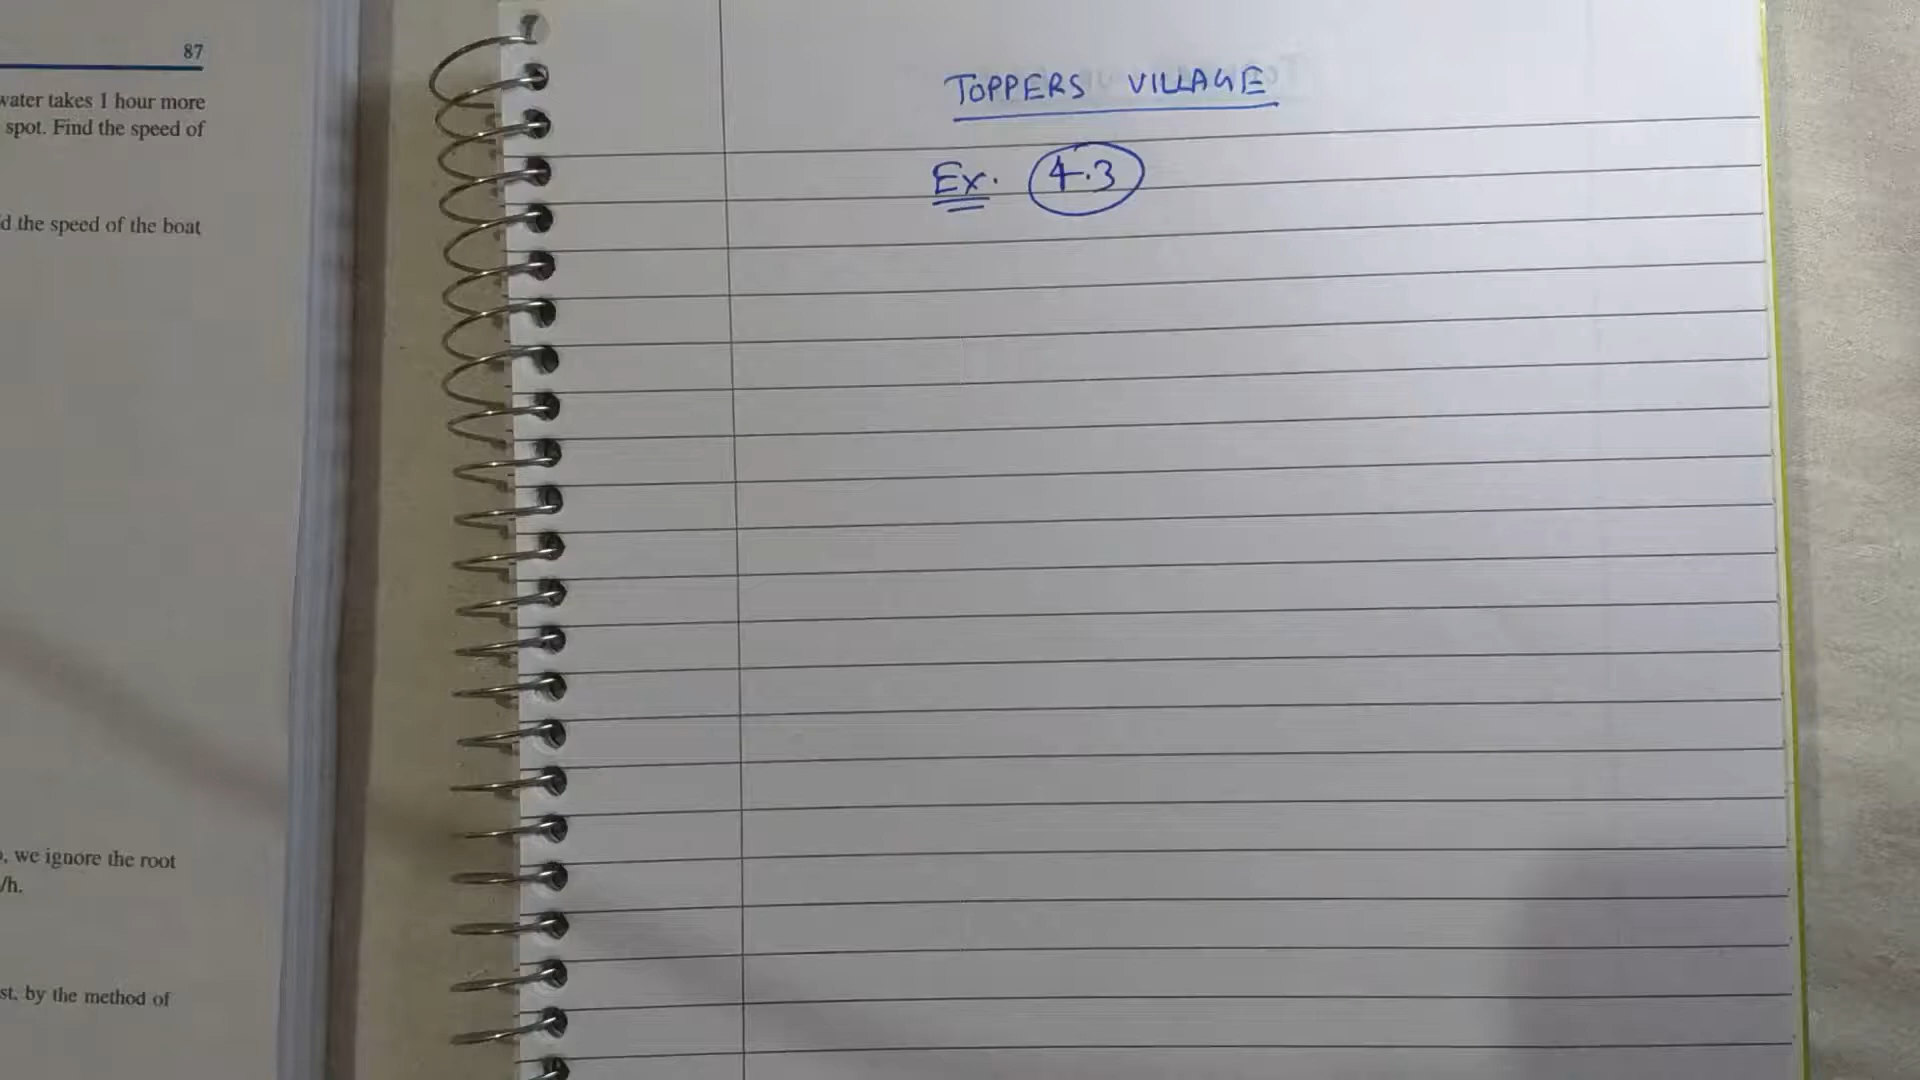 87
water takes 1 hour more
spot. Find the speed of
d the speed of the boat
, we ignore the root
/h.
st, by the method of
TOPPERS VILLAGE
Ex. 4.3